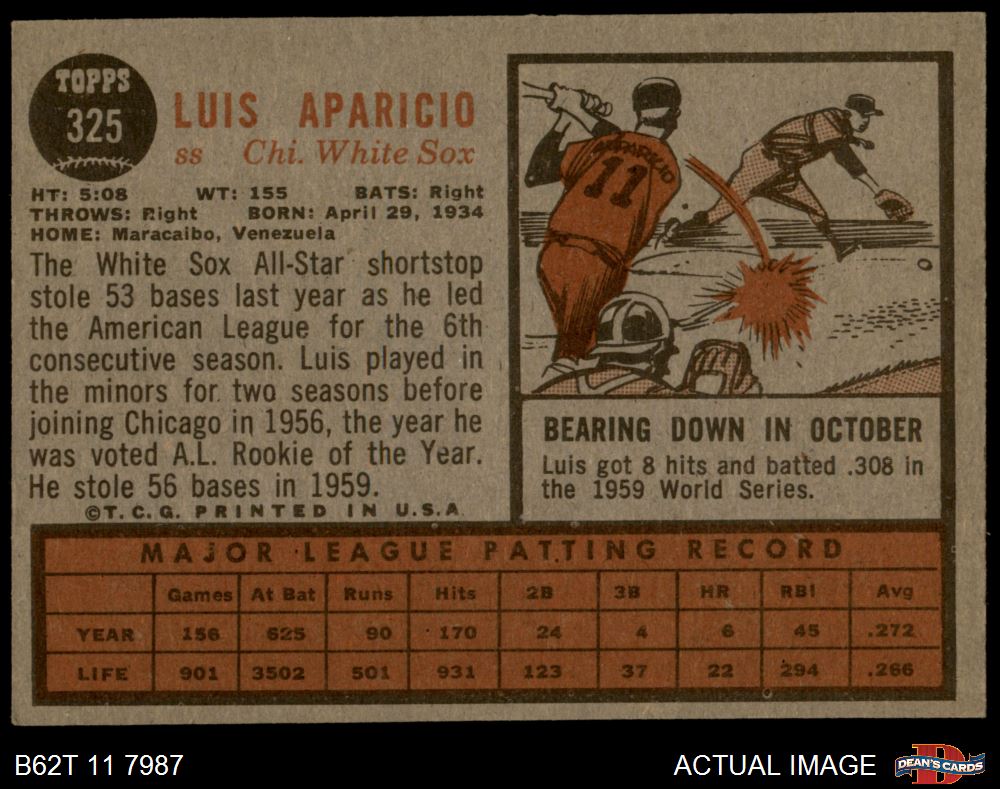 TOPPS
325
LUIS APARICIO
ss Chi. White Sox
HT: 5:08 WT: 155 BATS: Right
THROWS: Right BORN: April 29, 1934
HOME: Maracaibo, Venezuela
The White Sox All-Star shortstop
stole 53 bases last year as he led
the American League for the 6th
consecutive season. Luis played in
the minors for two seasons before
joining Chicago in 1956, the year he
was voted A.L. Rookie of the Year.
He stole 56 bases in 1959.
©T.C.G. PRINTED IN U.S.A.
APARICIO
11
BEARING DOWN IN OCTOBER
Luis got 8 hits and batted .308 in
the 1959 World Series.
MAJOR LEAGUE BATTING RECORD
Games At Bat Runs Hits 2B 3B HR RBI Avg
YEAR 156 625 90 170 24 4 6 45 .272
LIFE 901 3502 501 931 123 37 22 294 .266
B62T 11 7987
ACTUAL IMAGE
D
DEAN'S CARDS